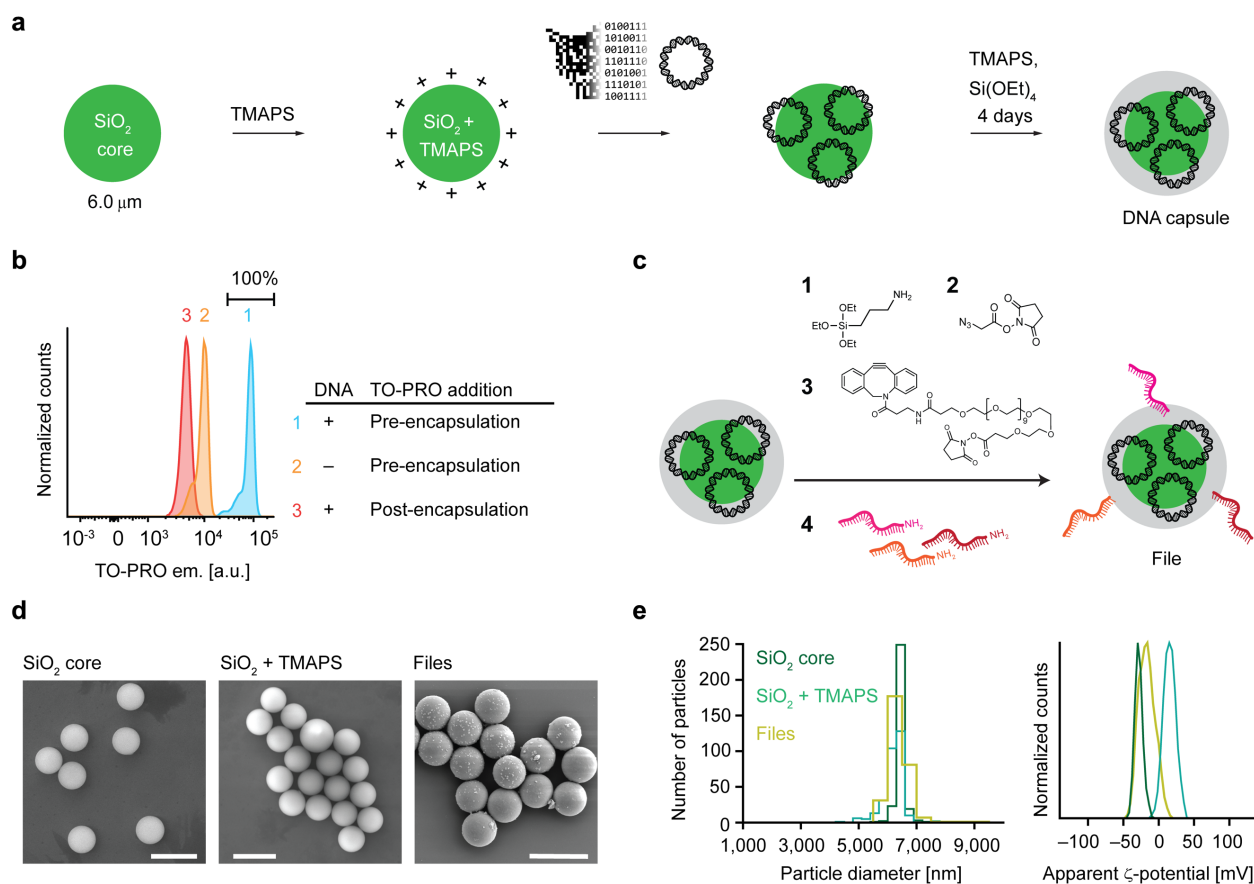 a
SiO2
core
6.0 μm
TMAPS
SiO2 +
TMAPS
0100111
1010011
0010110
1101110
0101001
1110101
1001111
TMAPS,
Si(OEt)4
4 days
DNA capsule
b
100%
3 2 1
Normalized counts
10-3 0 103 104 105
TO-PRO em. [a.u.]
DNA TO-PRO addition
1 + Pre-encapsulation
2 – Pre-encapsulation
3 + Post-encapsulation
c
1
NH2
OEt
EtO Si
OEt
2
O
N3 O N
O
O
3
N
O N H
O
O O 9 O
O
O
N O
O
O
O
O
4
NH2
NH2
NH2
File
d
SiO2 core
SiO2 + TMAPS
Files
e
Number of particles
250
200
150
100
50
0
SiO2 core
SiO2 + TMAPS
Files
1,000 3,000 5,000 7,000 9,000
Particle diameter [nm]
Normalized counts
–100 –50 0 50
Apparent ζ-potential [mV]